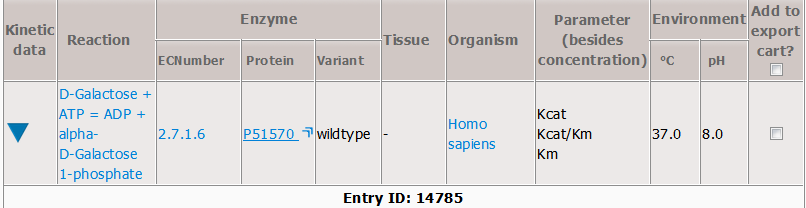 Kinetic data
Reaction
Enzyme
Tissue
Organism
Parameter (besides concentration)
Environment
Add to export cart?
ECNumber
Protein
Variant
°C
pH
D-Galactose +
ATP = ADP +
alpha-
D-Galactose
1-phosphate
2.7.1.6
P51570
wildtype
-
Homo
sapiens
Kcat
Kcat/Km
Km
37.0
8.0
Entry ID: 14785